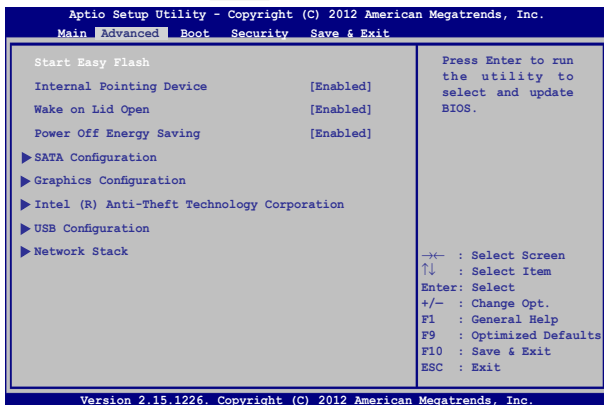 Aptio Setup Utility - Copyright (C) 2012 American Megatrends, Inc.
Main Advanced Boot Security Save & Exit
Start Easy Flash
Internal Pointing Device [Enabled]
Wake on Lid Open [Enabled]
Power Off Energy Saving [Enabled]
SATA Configuration
Graphics Configuration
Intel (R) Anti-Theft Technology Corporation
USB Configuration
Network Stack
Press Enter to run
the utility to
select and update
BIOS.
→← : Select Screen
↑↓ : Select Item
Enter: Select
+/— : Change Opt.
F1 : General Help
F9 : Optimized Defaults
F10 : Save & Exit
ESC : Exit
Version 2.15.1226. Copyright (C) 2012 American Megatrends, Inc.